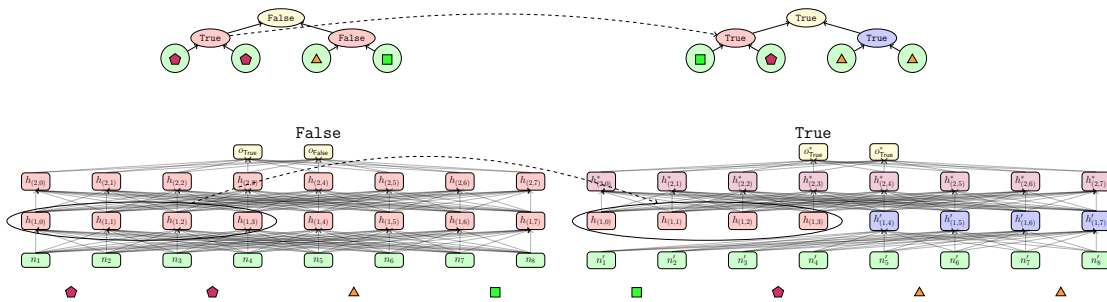 False
True
True
False
True
True
False
True
o_True
o_False
o*_True
o*_True
h_(2,0) h_(2,1) h_(2,2) h_(2,3) h_(2,4) h_(2,5) h_(2,6) h_(2,7)
h*_(2,0) h*_(2,1) h*_(2,2) h*_(2,3) h*_(2,4) h*_(2,5) h*_(2,6) h*_(2,7)
h_(1,0) h_(1,1) h_(1,2) h_(1,3) h_(1,4) h_(1,5) h_(1,6) h_(1,7)
h_(1,0) h_(1,1) h_(1,2) h_(1,3) h'_(1,4) h'_(1,5) h'_(1,6) h'_(1,7)
n_1 n_2 n_3 n_4 n_5 n_6 n_7 n_8
n'_1 n'_2 n'_3 n'_4 n'_5 n'_6 n'_7 n'_8